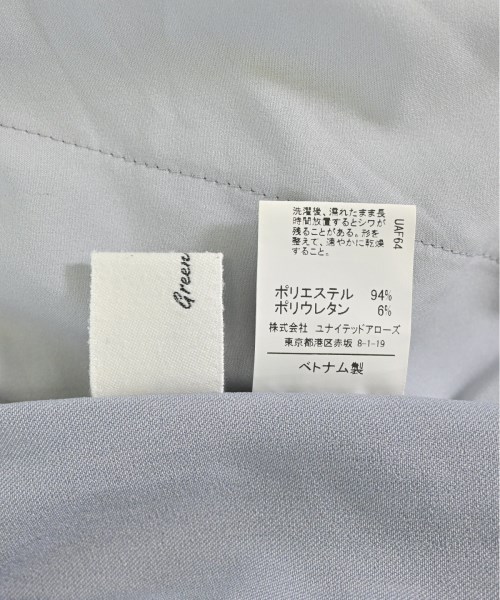 Green
洗濯後、濡れたまま長
時間放置するとシワが
残ることがある。形を
整えて、速やかに乾燥
すること。
UAF64
ポリエステル 94%
ポリウレタン 6%
株式会社 ユナイテッドアローズ
東京都港区赤坂 8-1-19
ベトナム製